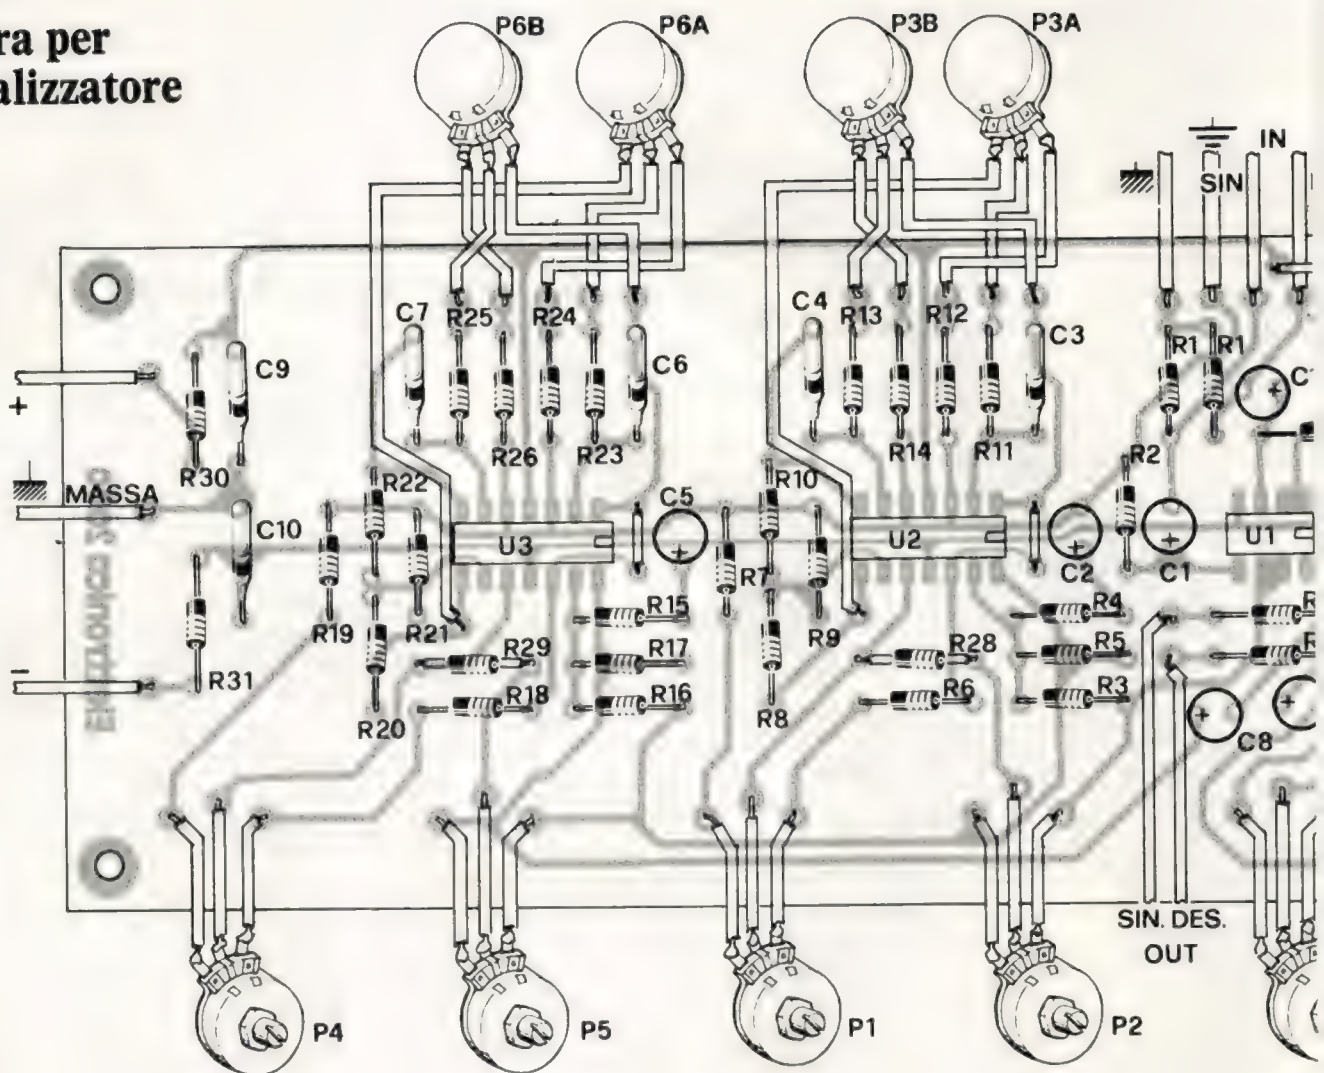 ra per
alizzatore
P6B
P6A
P3B
P3A
IN
SIN
C7
R25
R24
C6
C4
R13
R12
C3
R1
R1
C9
+
R30
R26
R23
R14
R11
R2
MASSA
R22
C5
R10
C10
U3
U2
U1
R7
C2
C1
R19
R21
R15
R9
R4
R29
R17
R28
R5
R31
R20
R18
R16
R8
R6
R3
-
C8
SIN. DES.
OUT
P4
P5
P1
P2